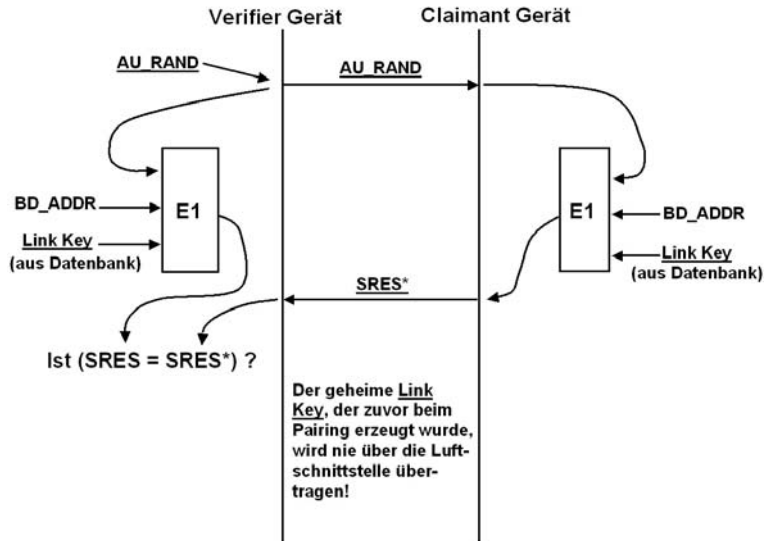 Verifier Gerät
Claimant Gerät
AU_RAND
AU_RAND
E1
E1
BD_ADDR
BD_ADDR
Link Key
(aus Datenbank)
Link Key
(aus Datenbank)
SRES*
Ist (SRES = SRES*) ?
Der geheime Link
Key, der zuvor beim
Pairing erzeugt wurde,
wird nie über die Luft-
schnittstelle über-
tragen!